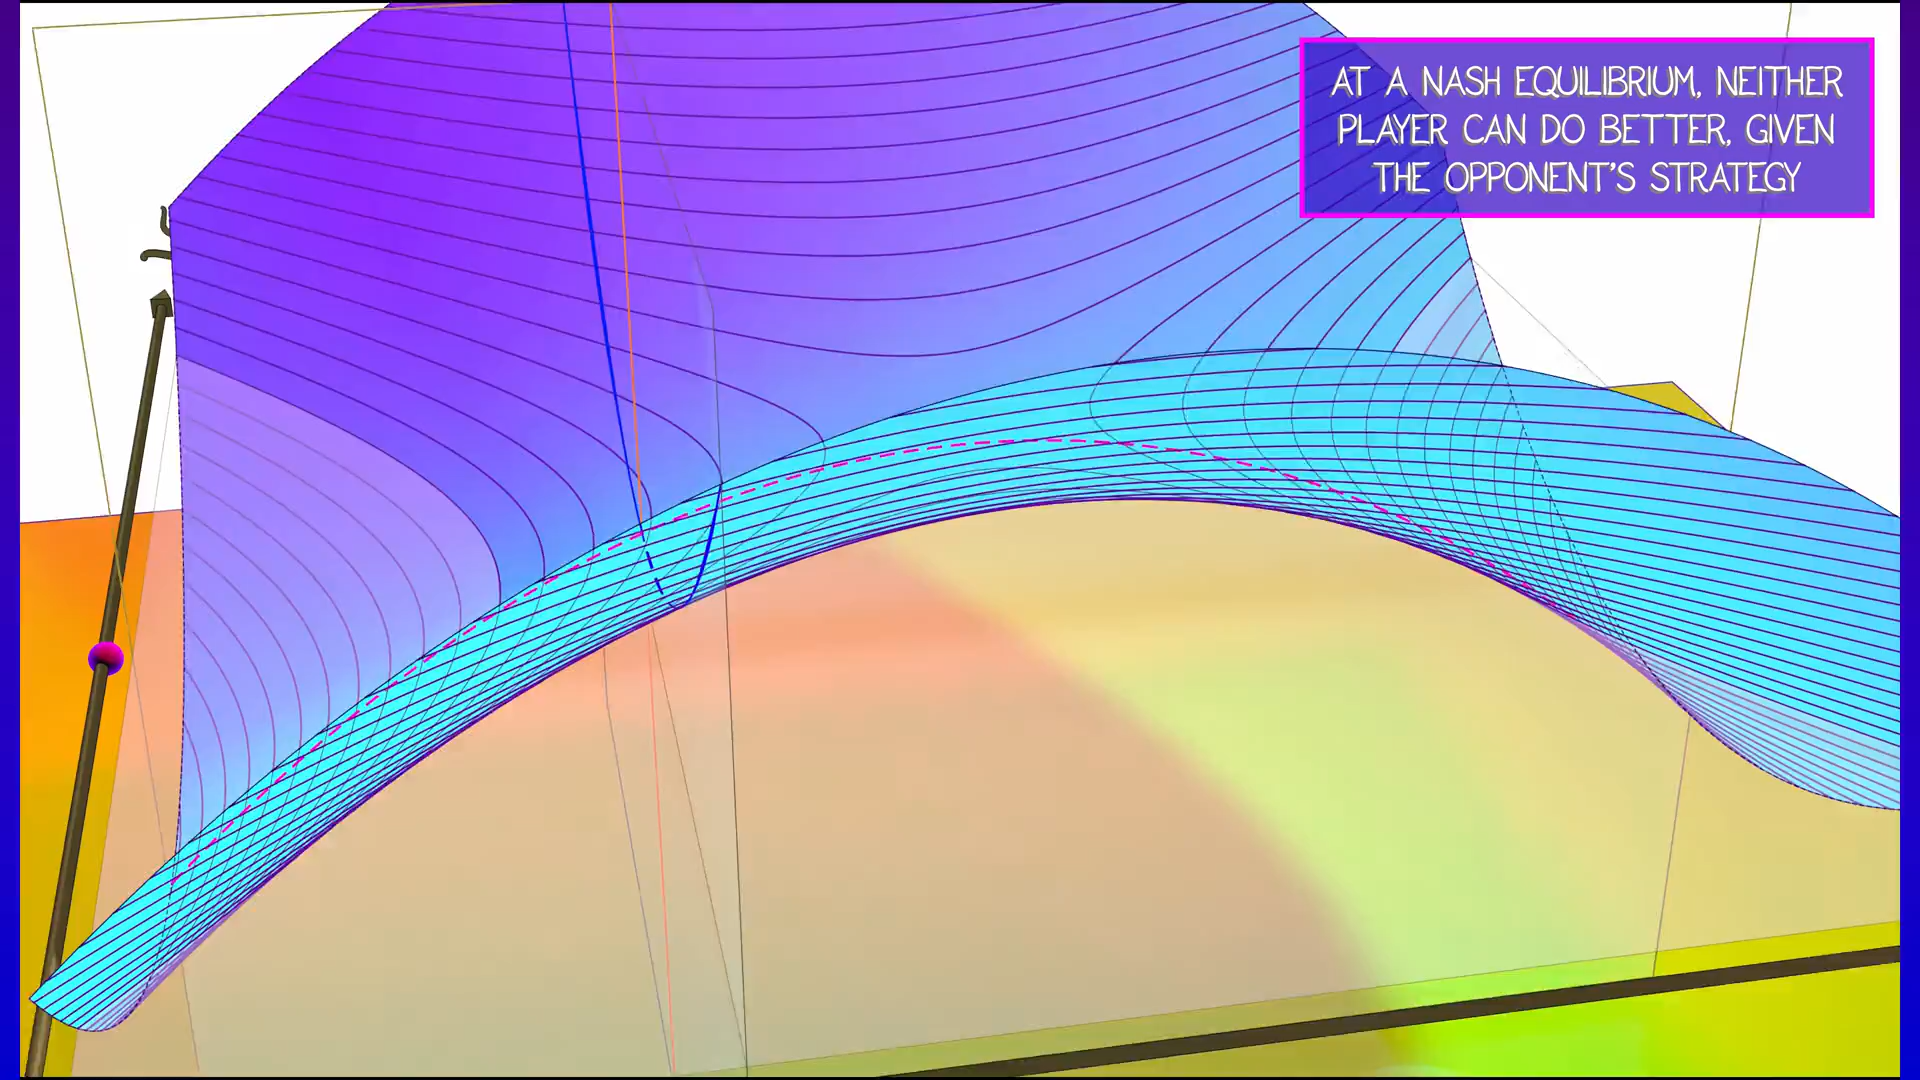 AT A NASH EQUILIBRIUM, NEITHER
PLAYER CAN DO BETTER, GIVEN
THE OPPONENT'S STRATEGY